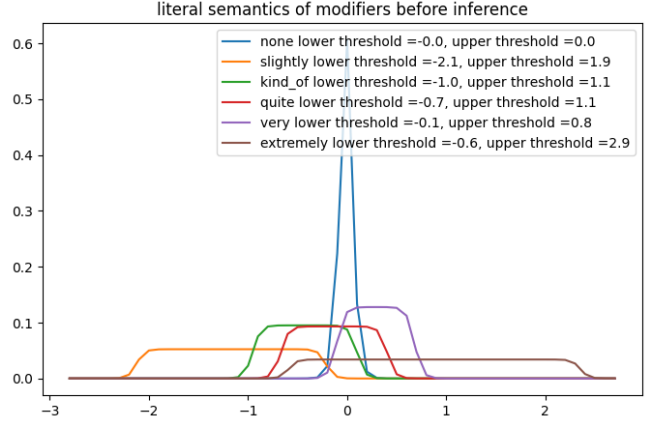 literal semantics of modifiers before inference
0.6
0.5
0.4
0.3
0.2
0.1
0.0
none lower threshold =-0.0, upper threshold =0.0
slightly lower threshold =-2.1, upper threshold =1.9
kind_of lower threshold =-1.0, upper threshold =1.1
quite lower threshold =-0.7, upper threshold =1.1
very lower threshold =-0.1, upper threshold =0.8
extremely lower threshold =-0.6, upper threshold =2.9
−3 −2 −1 0 1 2